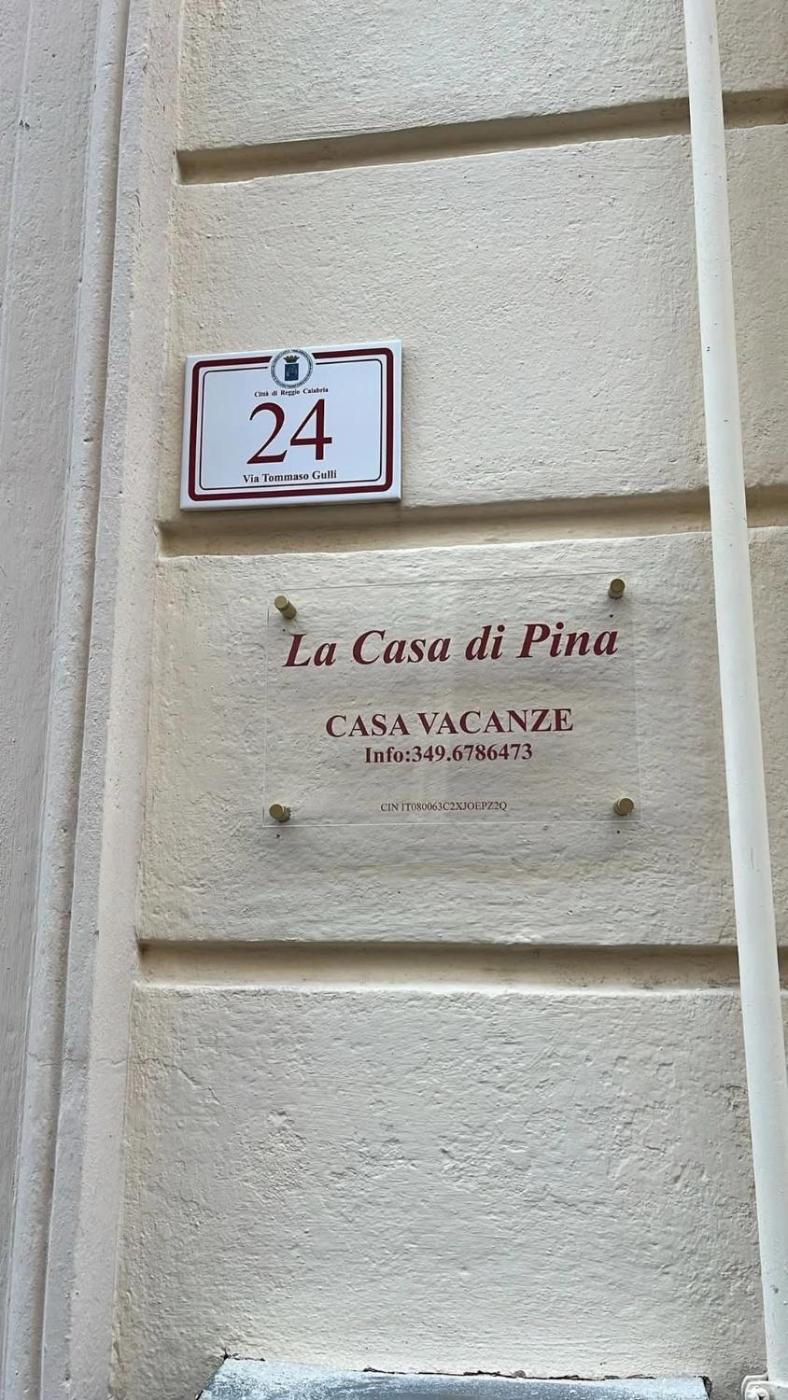 Città di Reggio Calabria
24
Via Tommaso Gulli
La Casa di Pina
CASA VACANZE
Info:349.6786473
CIN IT080063C2XJOEPZ2Q